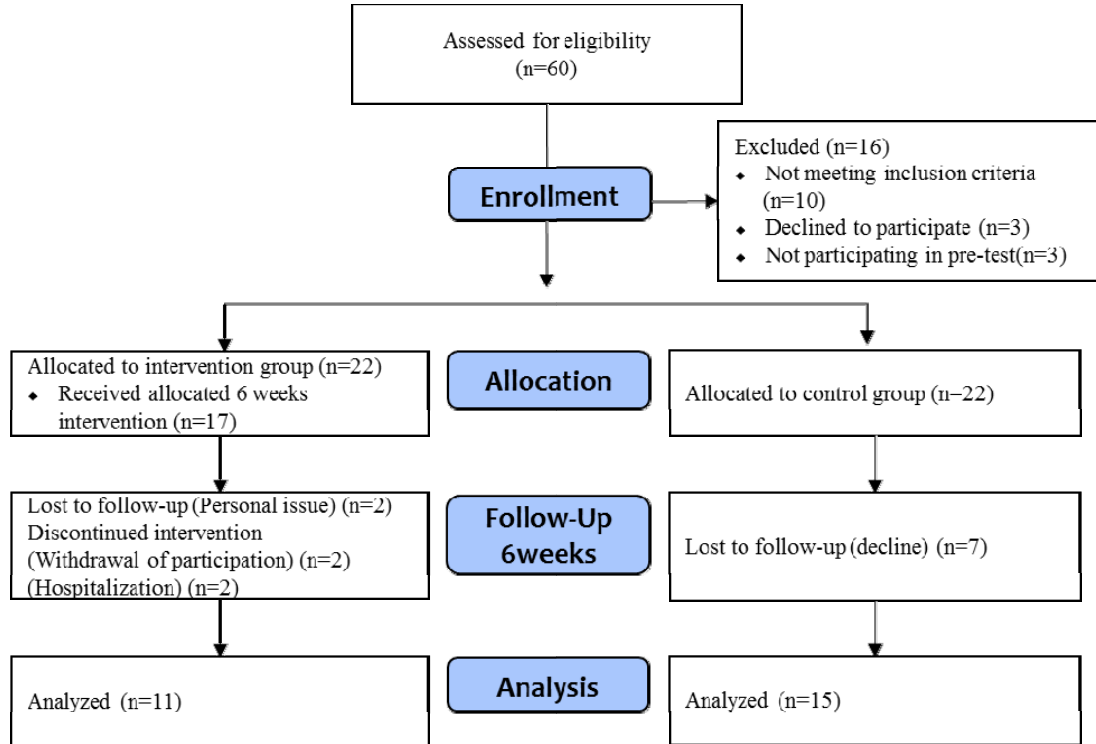 Assessed for eligibility
(n=60)
Enrollment
Excluded (n=16)
◆ Not meeting inclusion criteria
(n=10)
◆ Declined to participate (n=3)
◆ Not participating in pre-test(n=3)
Allocated to intervention group (n=22)
◆ Received allocated 6 weeks
intervention (n=17)
Allocation
Allocated to control group (n=22)
Lost to follow-up (Personal issue) (n=2)
Discontinued intervention
(Withdrawal of participation) (n=2)
(Hospitalization) (n=2)
Follow-Up
6weeks
Lost to follow-up (decline) (n=7)
Analyzed (n=11)
Analysis
Analyzed (n=15)